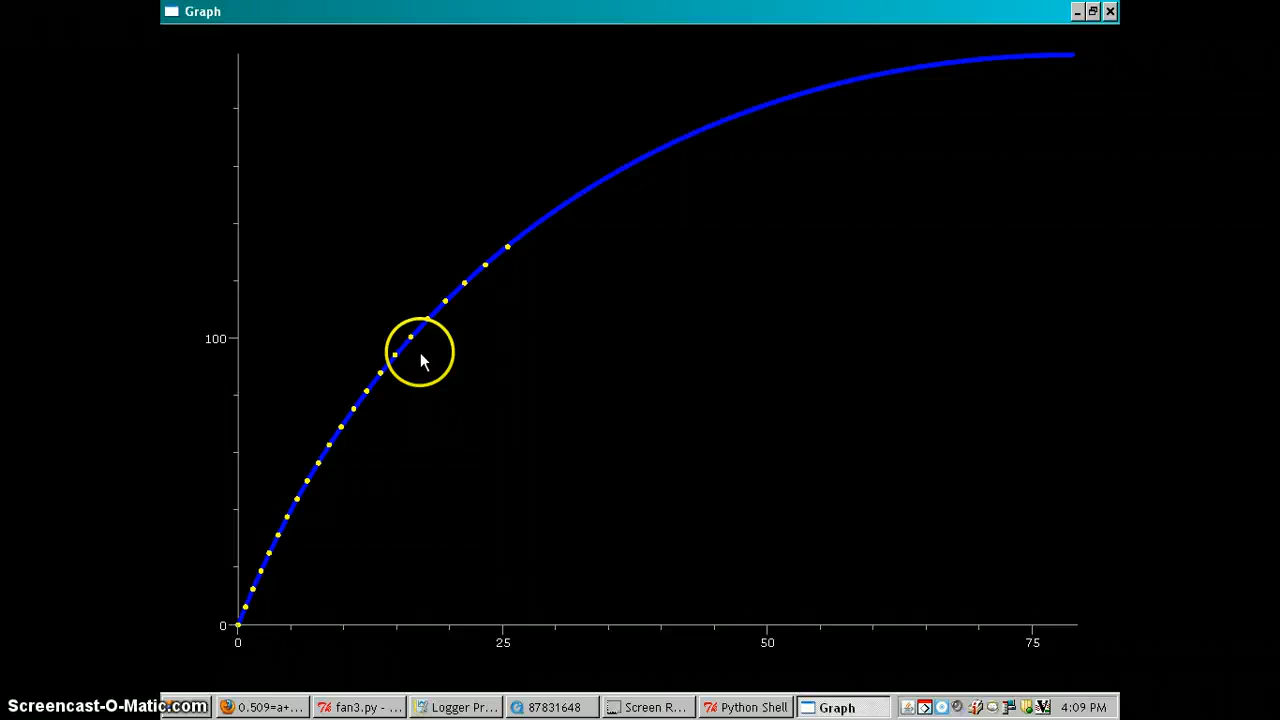 Graph
100
0
0 25 50 75
Screencast-O-Matic.com 0.509=a+... fan3.py - ... Logger Pr... 87831648 Screen R... Python Shell Graph 4:09 PM